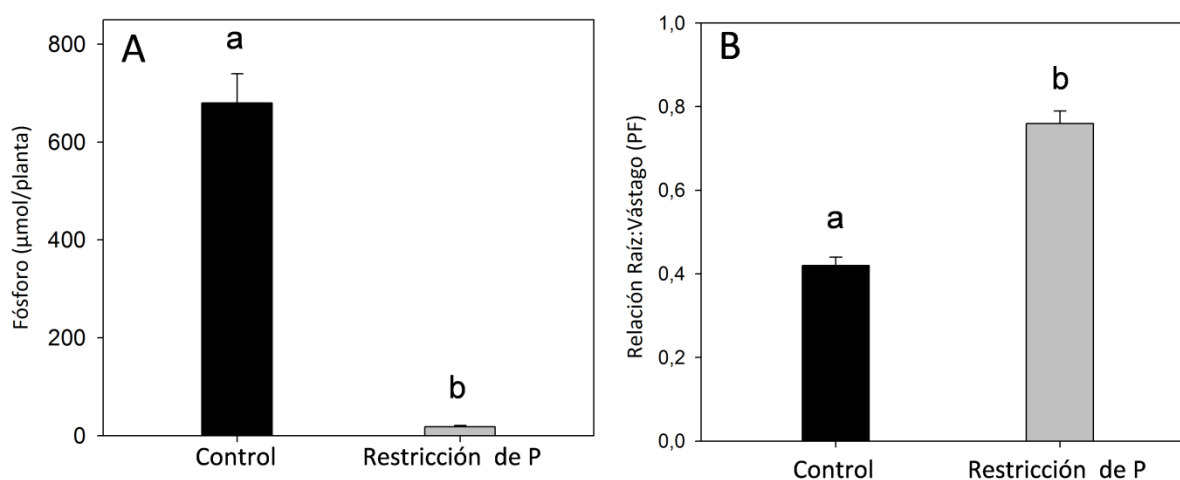 A
Fósforo (µmol/planta)
800
600
400
200
0
a
b
Control
Restricción de P
B
Relación Raíz:Vástago (PF)
1,0
0,8
0,6
0,4
0,2
0,0
a
b
Control
Restricción de P